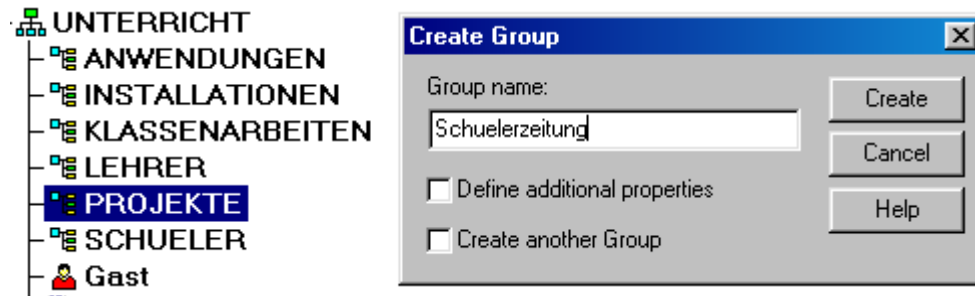 UNTERRICHT
ANWENDUNGEN
INSTALLATIONEN
KLASSENARBEITEN
LEHRER
PROJEKTE
SCHUELER
Gast
Create Group
Group name:
Schuelerzeitung
Define additional properties
Create another Group
Create
Cancel
Help